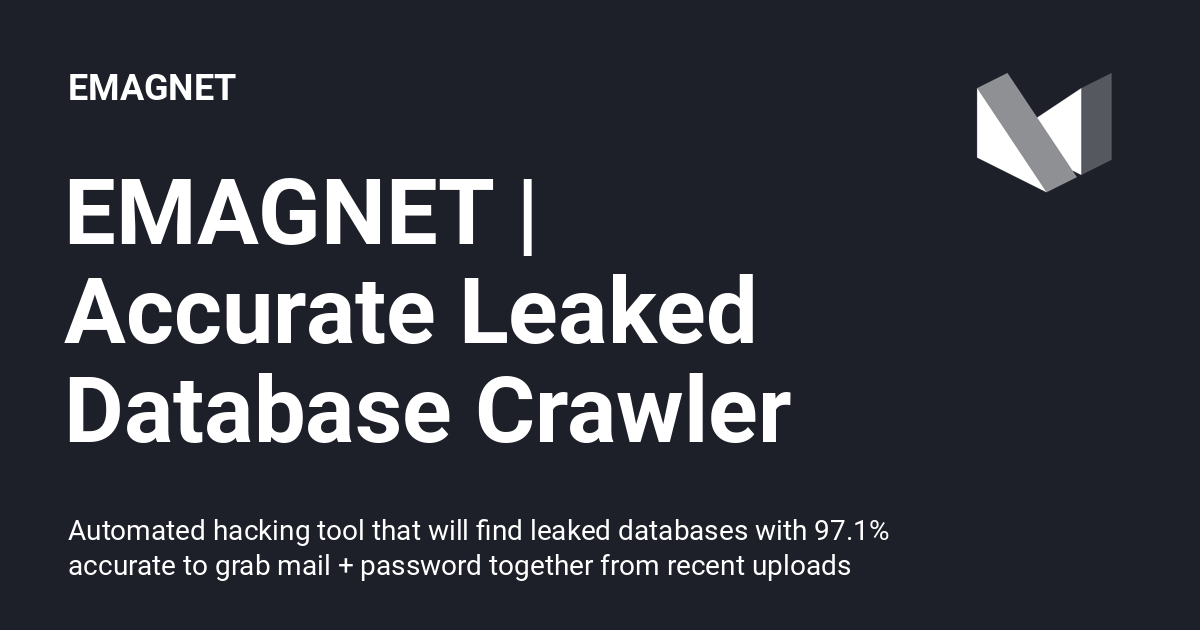 EMAGNET
EMAGNET |
Accurate Leaked
Database Crawler
Automated hacking tool that will find leaked databases with 97.1%
accurate to grab mail + password together from recent uploads